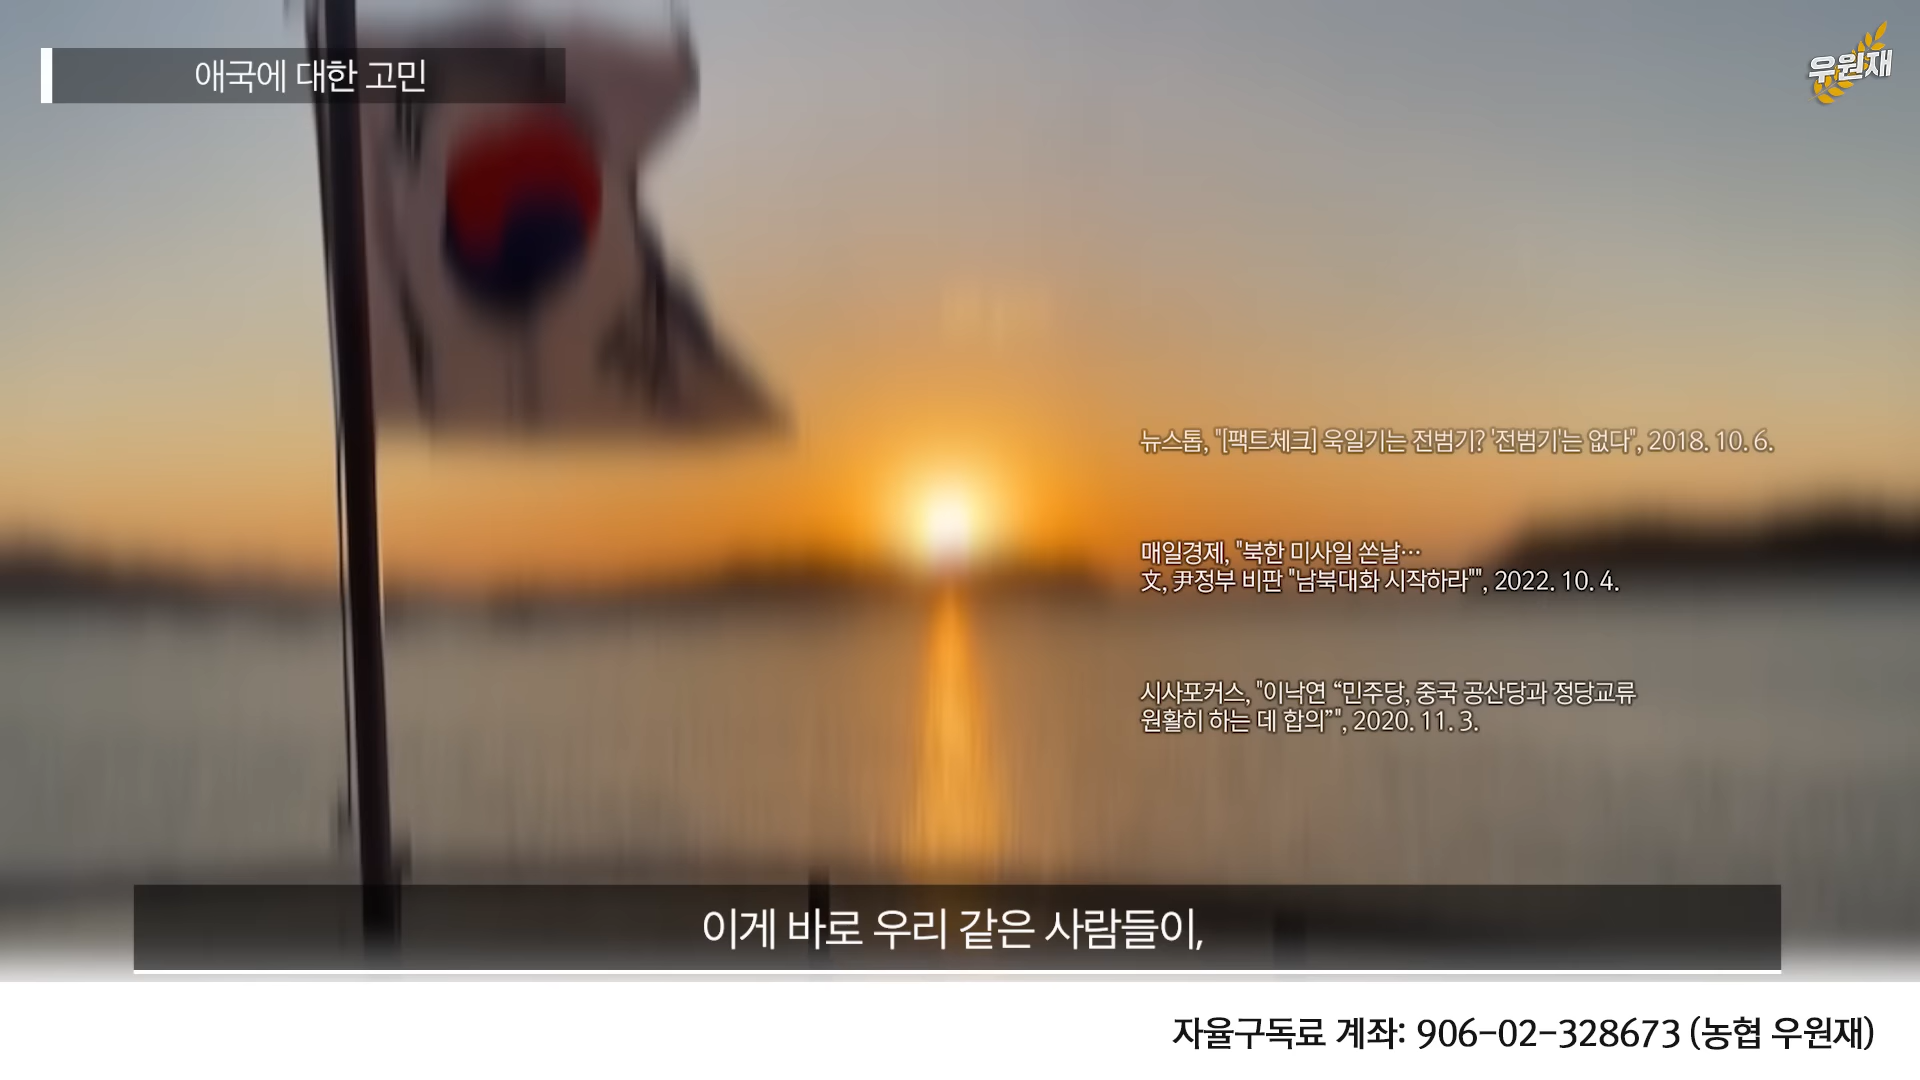 애국에 대한 고민
우원재
뉴스톱, "[팩트체크] 욱일기는 전범기? '전범기'는 없다", 2018. 10. 6.
매일경제, "북한 미사일 쏜날…
文, 尹정부 비판 "남북대화 시작하라"", 2022. 10. 4.
시사포커스, "이낙연 “민주당, 중국 공산당과 정당교류
원활히 하는 데 합의”", 2020. 11. 3.
이게 바로 우리 같은 사람들이,
자율구독료 계좌: 906-02-328673 (농협 우원재)